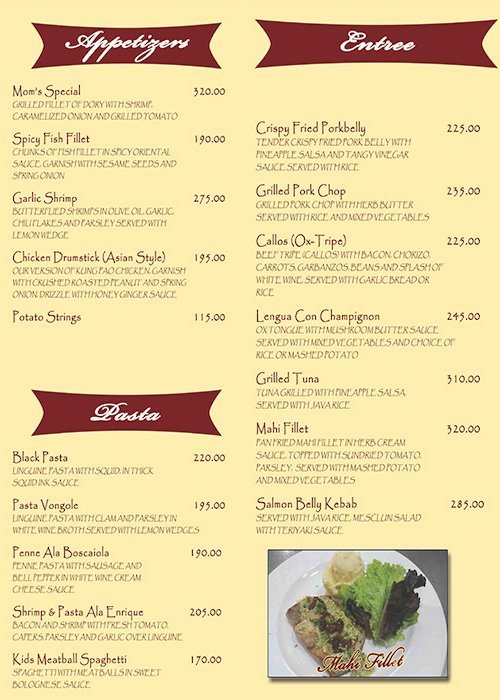 Appetizers
Mom's Special 320.00
GRILLED FILLET OF DORY WITH SHRIMP,
CARAMELIZED ONION AND GRILLED TOMATO
Spicy Fish Fillet 190.00
CHUNKS OF FISH FILLET IN SPICY ORIENTAL
SAUCE, GARNISH WITH SESAME SEEDS AND
SPRING ONION
Garlic Shrimp 275.00
BUTTERFLIED SHRIMPS IN OLIVE OIL, GARLIC,
CHILI FLAKES AND PARSLEY SERVED WITH
LEMON WEDGE
Chicken Drumstick (Asian Style) 195.00
OUR VERSION OF KUNG PAO CHICKEN, GARNISH
WITH CRUSHED ROASTED PEANUT AND SPRING
ONION, DRIZZLE WITH HONEY GINGER SAUCE
Potato Strings 115.00
Pasta
Black Pasta 220.00
LINGUINE PASTA WITH SQUID, IN THICK
SQUID INK SAUCE
Pasta Vongole 195.00
LINGUINE PASTA WITH CLAM AND PARSLEY IN
WHITE WINE BROTH SERVED WITH LEMON WEDGES
Penne Ala Boscaiola 190.00
PENNE PASTA WITH SAUSAGE AND
BELL PEPPER IN WHITE WINE CREAM
CHEESE SAUCE
Shrimp & Pasta Ala Enrique 205.00
BACON AND SHRIMP WITH FRESH TOMATO,
CAPERS, PARSLEY AND GARLIC OVER LINGUINE
Kids Meatball Spaghetti 170.00
SPAGHETTI WITH MEATBALLS IN SWEET
BOLOGNESE SAUCE
Entree
Crispy Fried Porkbelly 225.00
TENDER CRISPY FRIED PORK BELLY WITH
PINEAPPLE SALSA AND TANGY VINEGAR
SAUCE SERVED WITH RICE
Grilled Pork Chop 235.00
GRILLED PORK CHOP WITH HERB BUTTER
SERVED WITH RICE AND MIXED VEGETABLES
Callos (Ox-Tripe) 225.00
BEEF TRIPE (CALLOS) WITH BACON, CHORIZO,
CARROTS, GARBANZOS, BEANS AND SPLASH OF
WHITE WINE, SERVED WITH GARLIC BREAD OR
RICE
Lengua Con Champignon 245.00
OX TONGUE WITH MUSHROOM BUTTER SAUCE
SERVED WITH MIXED VEGETABLES AND CHOICE OF
RICE OR MASHED POTATO
Grilled Tuna 310.00
TUNA GRILLED WITH PINEAPPLE SALSA,
SERVED WITH JAVA RICE
Mahi Fillet 320.00
PAN FRIED MAHI FILLET IN HERB CREAM
SAUCE, TOPPED WITH SUNDRIED TOMATO,
PARSLEY, SERVED WITH MASHED POTATO
AND MIXED VEGETABLES
Salmon Belly Kebab 285.00
SERVED WITH JAVA RICE, MESCLUN SALAD
WITH TERIYAKI SAUCE
Mahi Fillet